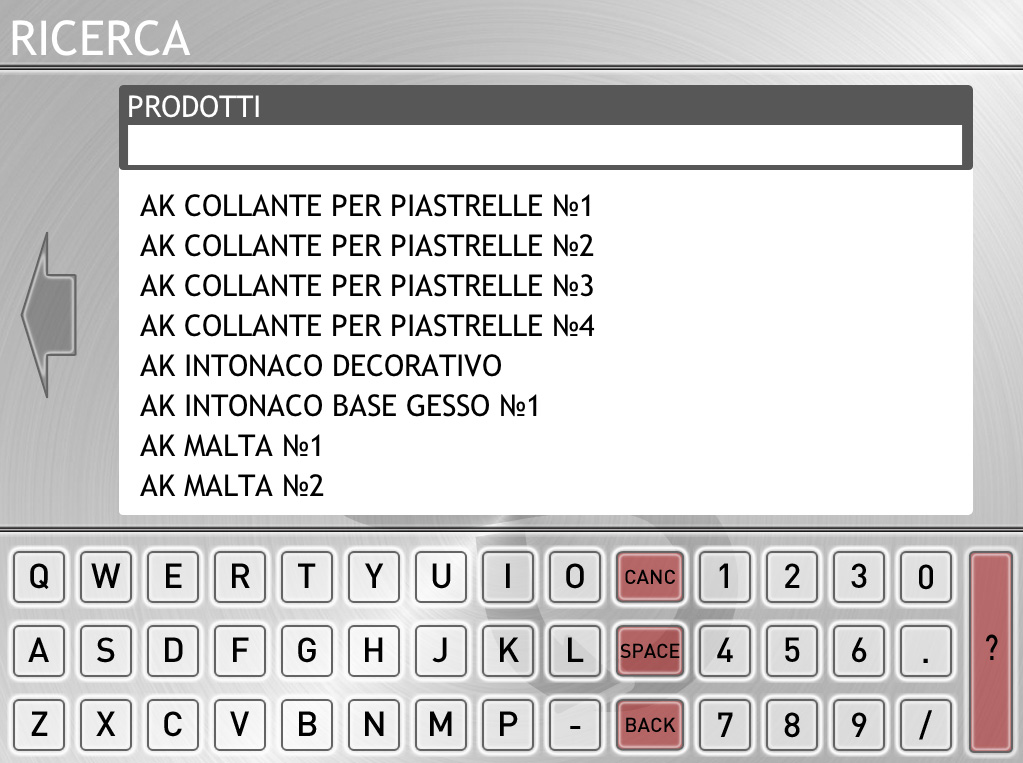 RICERCA
PRODOTTI
AK COLLANTE PER PIASTRELLE №1
AK COLLANTE PER PIASTRELLE №2
AK COLLANTE PER PIASTRELLE №3
AK COLLANTE PER PIASTRELLE №4
AK INTONACO DECORATIVO
AK INTONACO BASE GESSO №1
AK MALTA №1
AK MALTA №2
Q W E R T Y U I O CANC 1 2 3 0
A S D F G H J K L SPACE 4 5 6 . ?
Z X C V B N M P - BACK 7 8 9 /